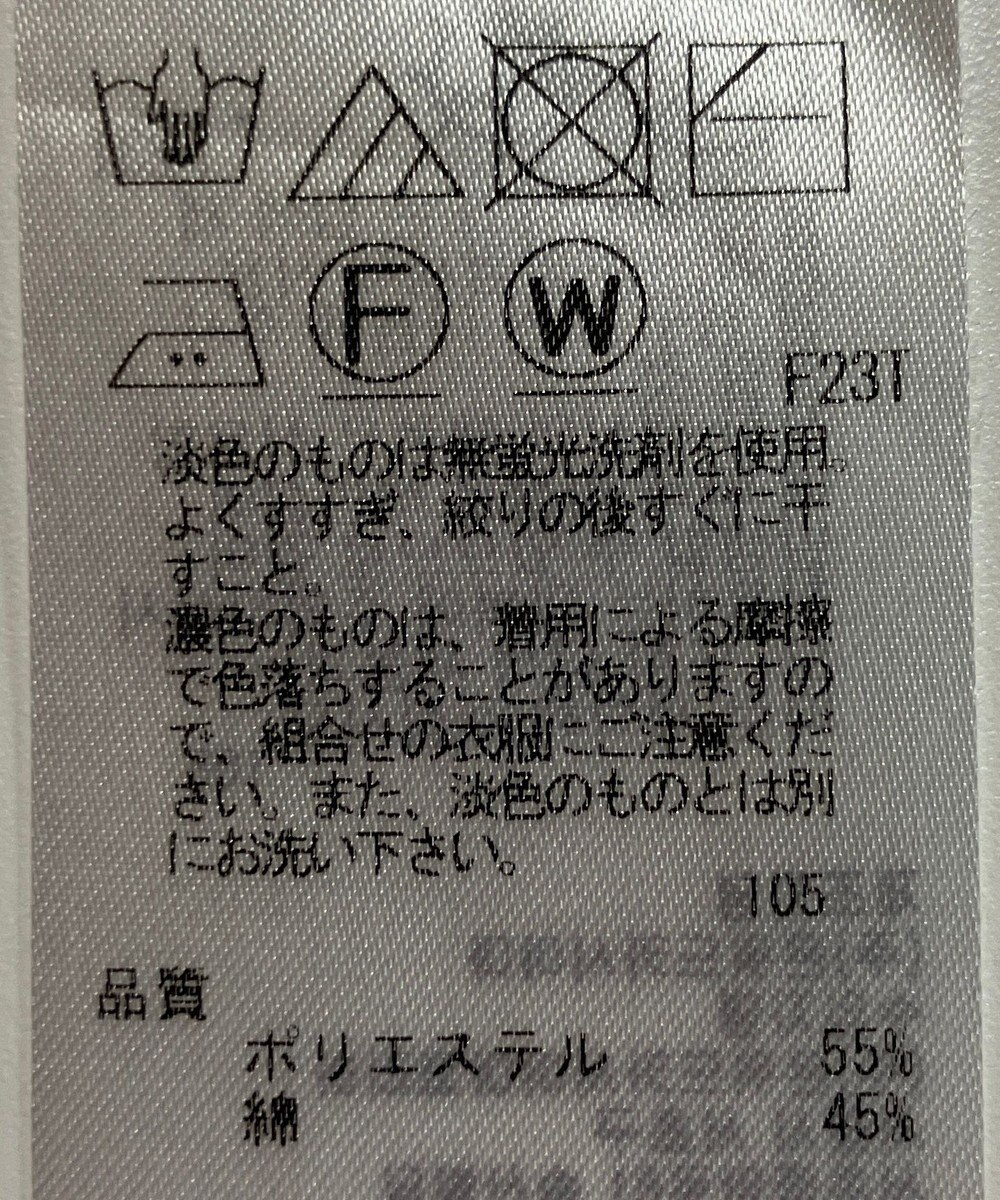 F
W
F23T
淡色のものは無蛍光洗剤を使用。
よくすすぎ、絞りの後すぐに干
すこと。
濃色のものは、着用による摩擦
で色落ちすることがありますの
で、組合せの衣服にご注意くだ
さい。また、淡色のものとは別
にお洗い下さい。
105
品質
ポリエステル 55%
綿 45%